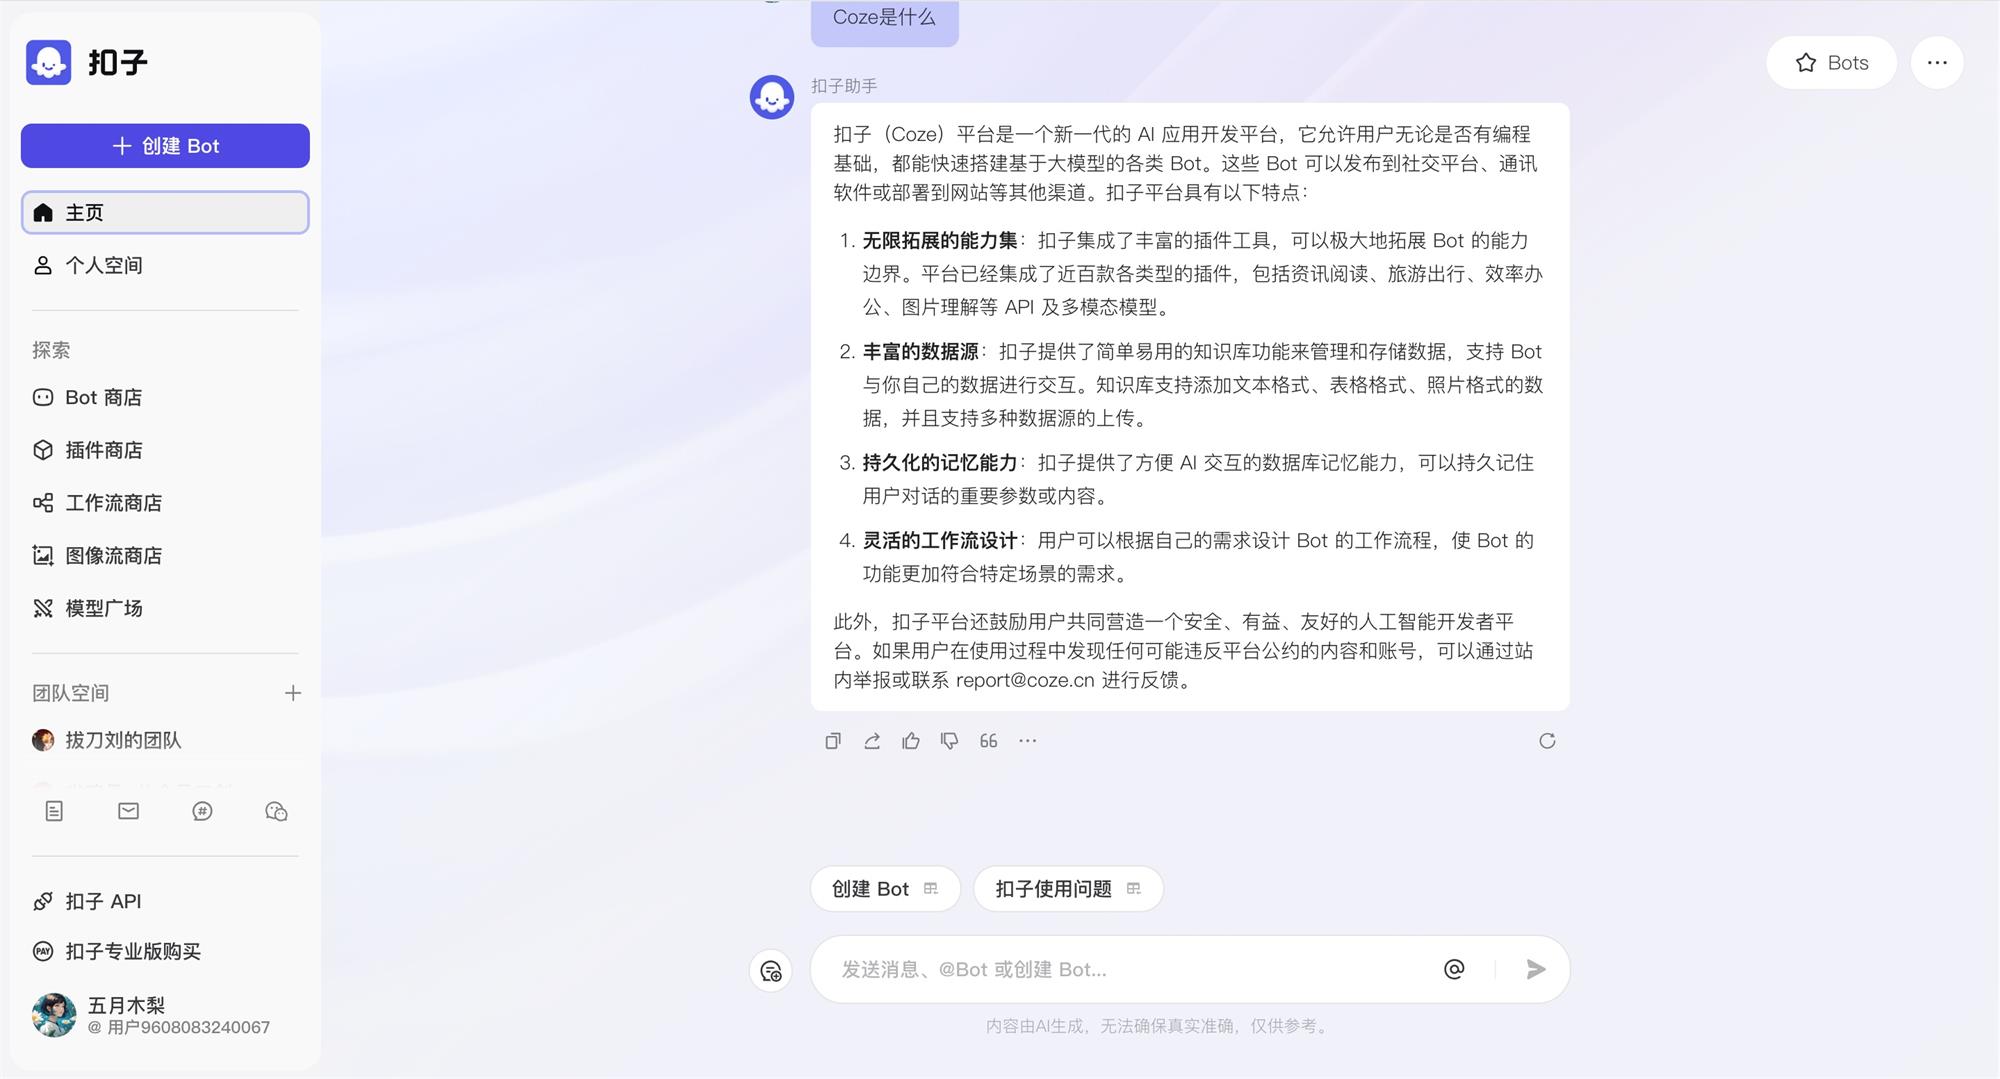 扣子
创建 Bot
主页
个人空间
探索
Bot 商店
插件商店
工作流商店
图像流商店
模型广场
团队空间
拔刀刘的团队
扣子 API
PAY 扣子专业版购买
五月木梨
@ 用户9608083240067
Coze是什么
Bots
扣子助手
扣子（Coze）平台是一个新一代的 AI 应用开发平台，它允许用户无论是否有编程
基础，都能快速搭建基于大模型的各类 Bot。这些 Bot 可以发布到社交平台、通讯
软件或部署到网站等其他渠道。扣子平台具有以下特点：
1. 无限拓展的能力集：扣子集成了丰富的插件工具，可以极大地拓展 Bot 的能力
边界。平台已经集成了近百款各类型的插件，包括资讯阅读、旅游出行、效率办
公、图片理解等 API 及多模态模型。
2. 丰富的数据源：扣子提供了简单易用的知识库功能来管理和存储数据，支持 Bot
与你自己的数据进行交互。知识库支持添加文本格式、表格格式、照片格式的数
据，并且支持多种数据源的上传。
3. 持久化的记忆能力：扣子提供了方便 AI 交互的数据库记忆能力，可以持久记住
用户对话的重要参数或内容。
4. 灵活的工作流设计：用户可以根据自己的需求设计 Bot 的工作流程，使 Bot 的
功能更加符合特定场景的需求。
此外，扣子平台还鼓励用户共同营造一个安全、有益、友好的人工智能开发者平
台。如果用户在使用过程中发现任何可能违反平台公约的内容和账号，可以通过站
内举报或联系 report@coze.cn 进行反馈。
创建 Bot
扣子使用问题
发送消息、@Bot 或创建 Bot...
内容由AI生成，无法确保真实准确，仅供参考。